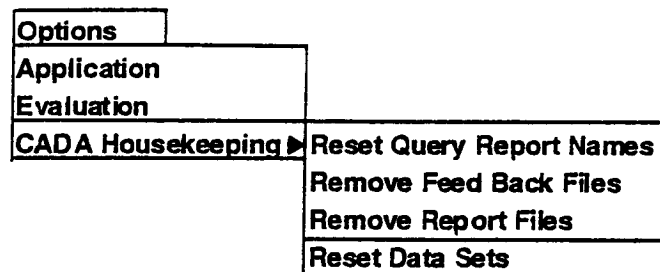 Options
Application
Evaluation
CADA Housekeeping ▶ Reset Query Report Names
Remove Feed Back Files
Remove Report Files
Reset Data Sets